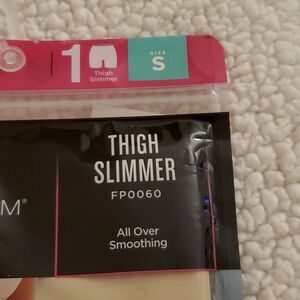 1
Thigh
Slimmer
SIZE
S
THIGH
SLIMMER
FP0060
M®
All Over
Smoothing